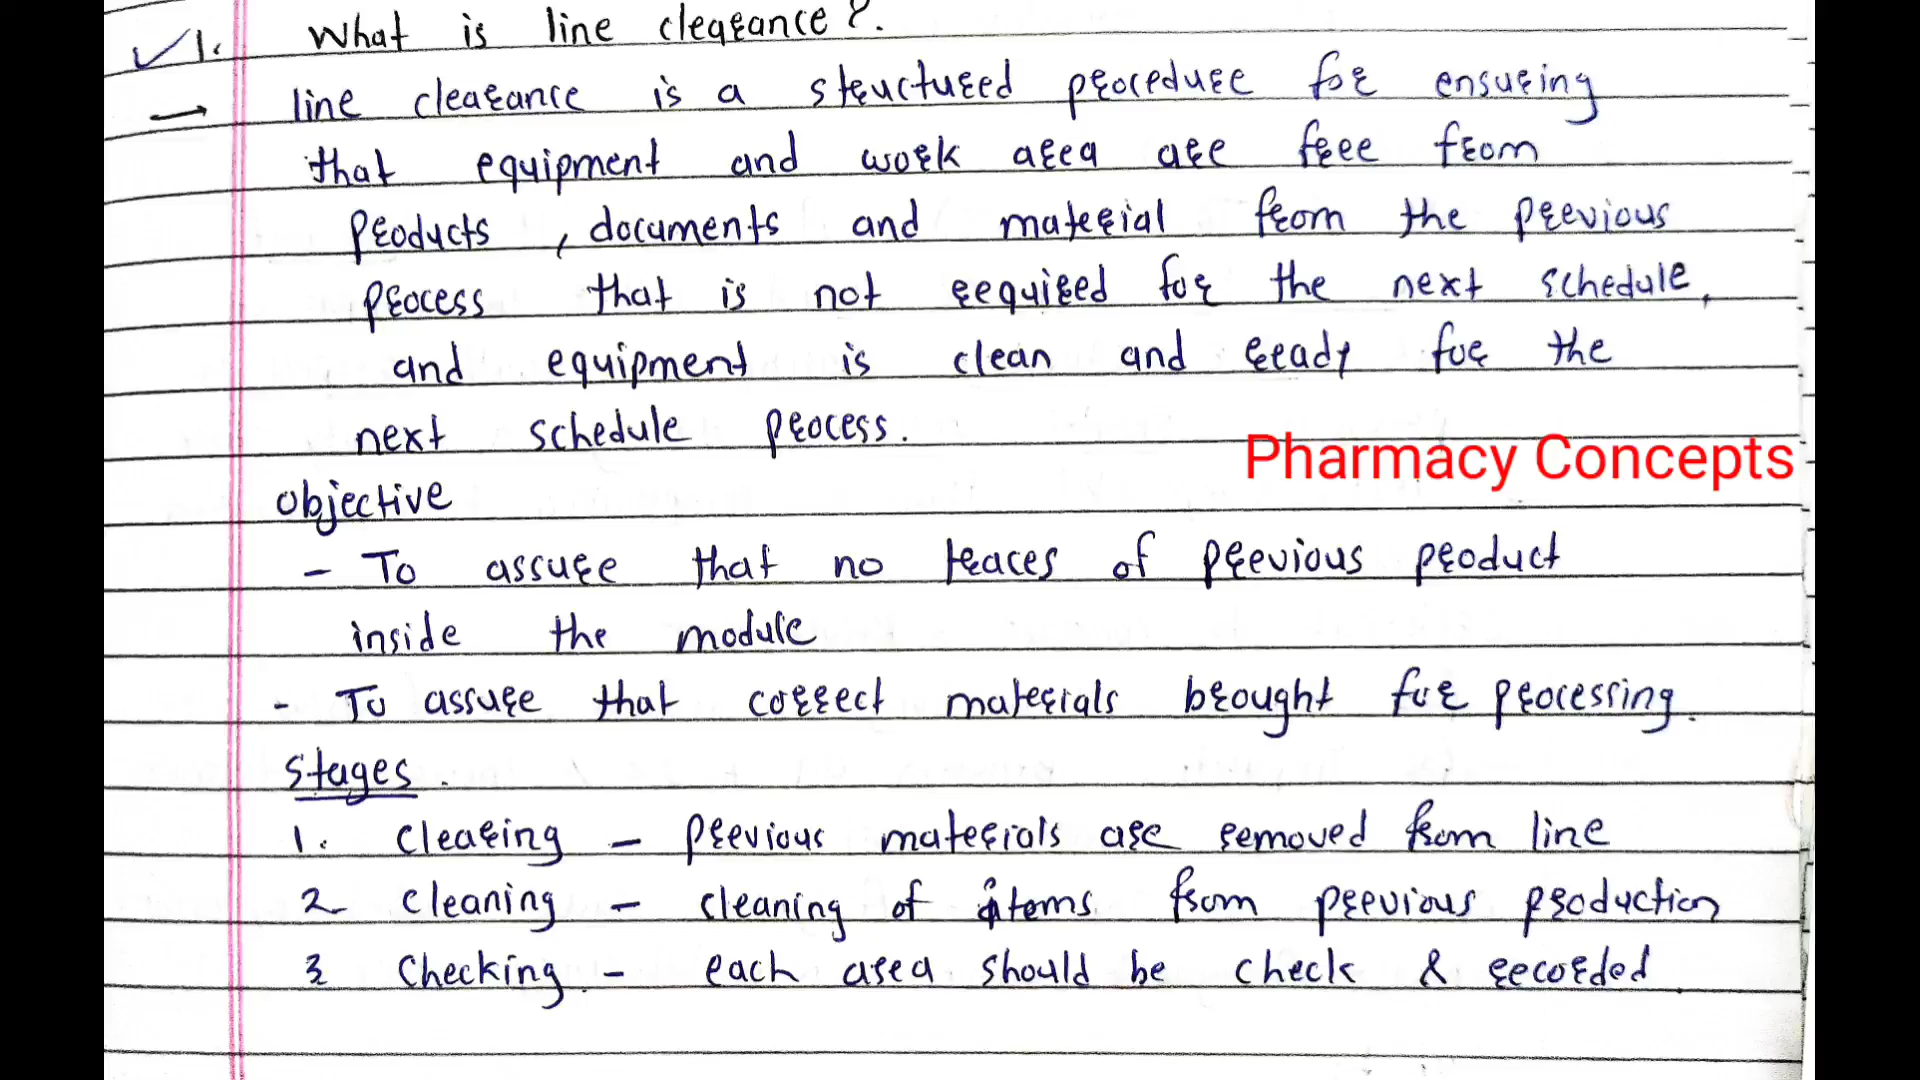 1. What is line clearance?.
→ line clearance is a structured procedure for ensuring
that equipment and work area are free from
products, documents and material from the previous
process that is not required for the next schedule,
and equipment is clean and ready for the
next schedule process.
Pharmacy Concepts
objective
- To assure that no traces of previous product
inside the module
- To assure that correct materials brought for processing.
Stages.
1. Clearing - previous materials are removed from line
2- cleaning - cleaning of items from previous production
3 Checking - each area should be check & recorded.